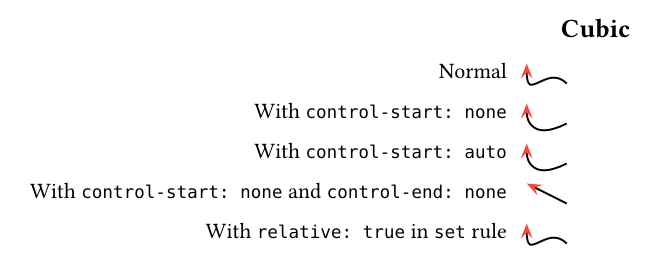 Cubic
Normal
With control-start: none
With control-start: auto
With control-start: none and control-end: none
With relative: true in set rule